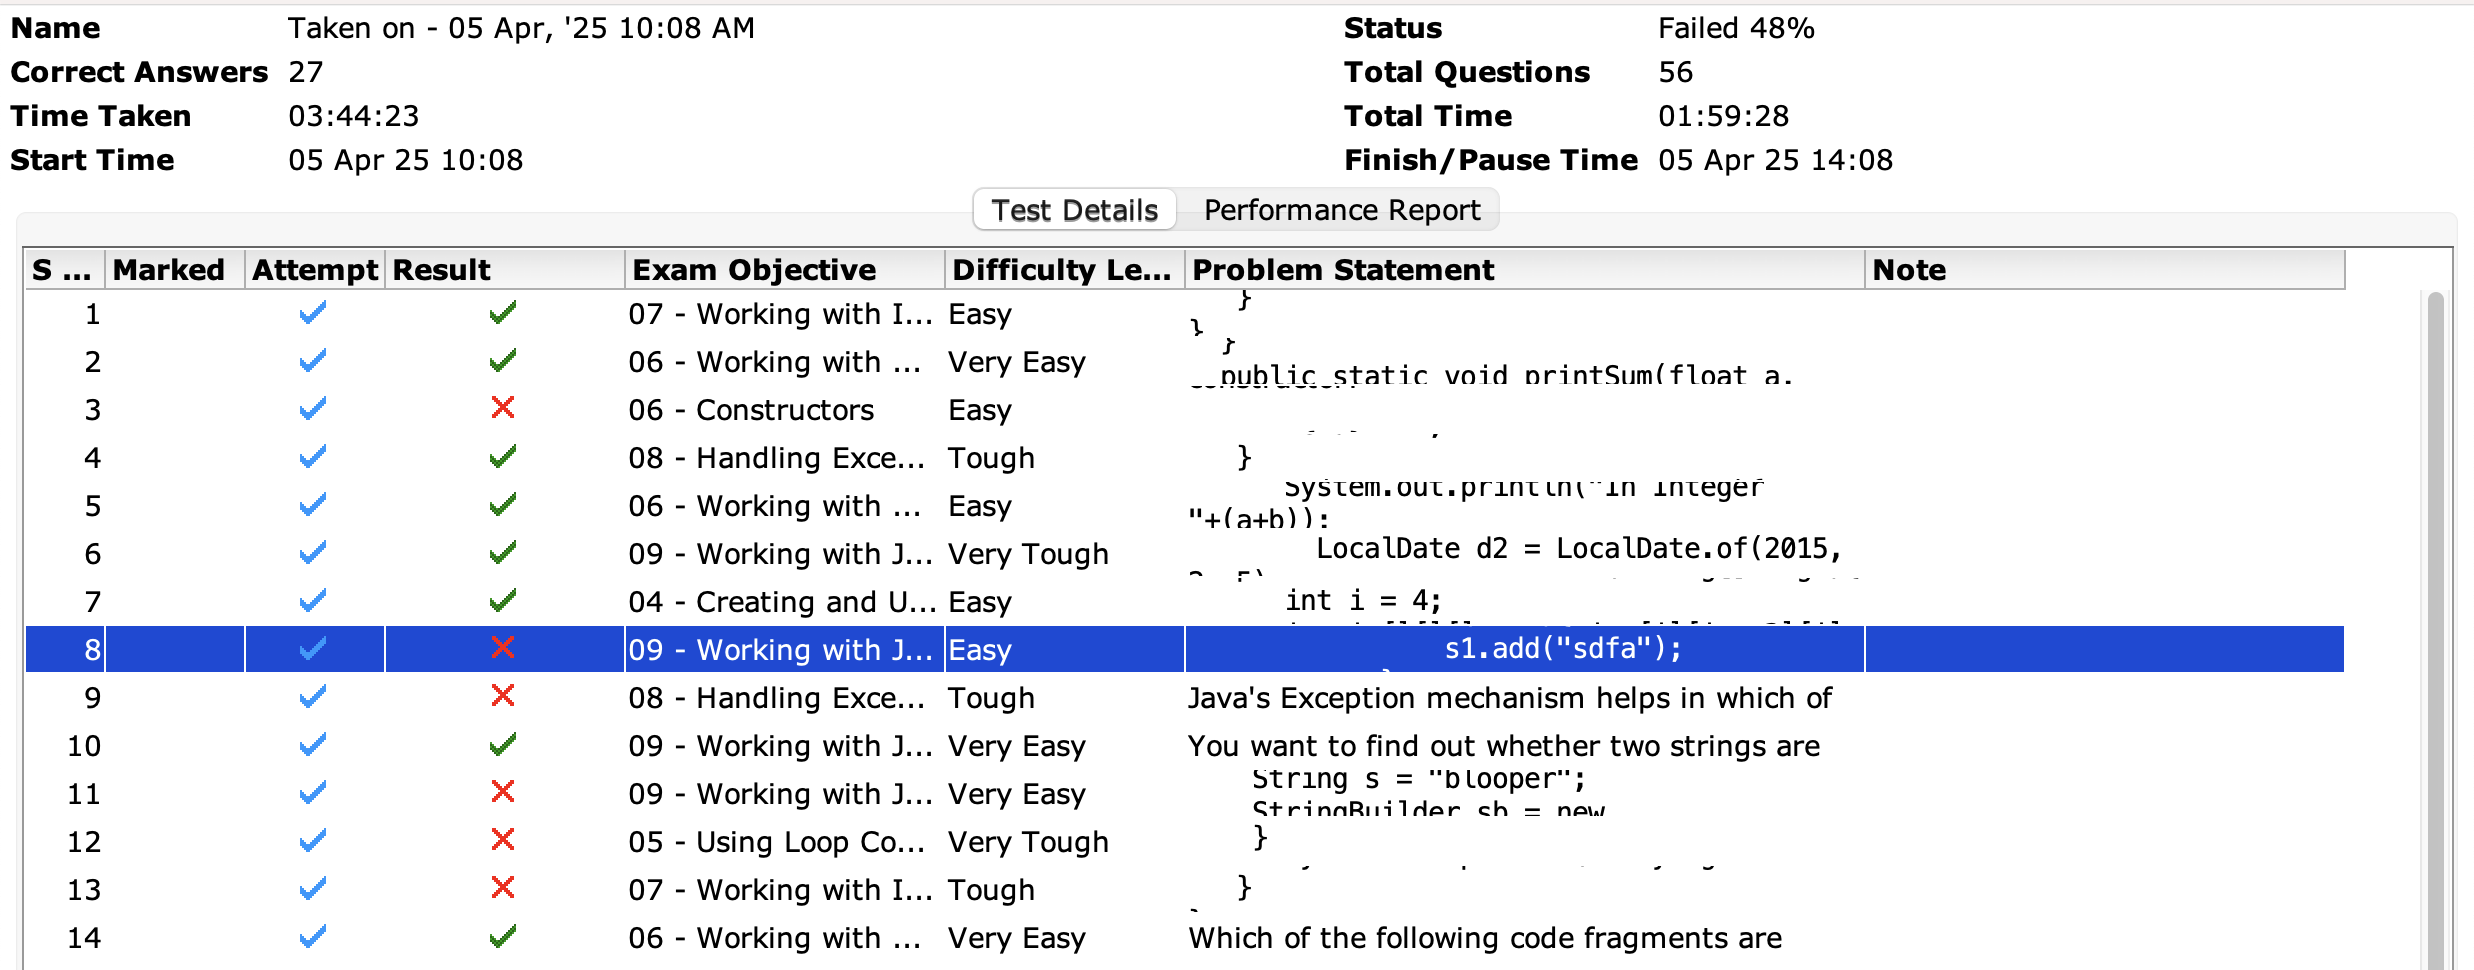 Name Taken on - 05 Apr, '25 10:08 AM Status Failed 48%
Correct Answers 27 Total Questions 56
Time Taken 03:44:23 Total Time 01:59:28
Start Time 05 Apr 25 10:08 Finish/Pause Time 05 Apr 25 14:08
Test Details Performance Report
S ... Marked Attempt Result Exam Objective Difficulty Le... Problem Statement Note
1 07 - Working with I... Easy }
}
2 06 - Working with ... Very Easy }
public static void printSum(float a,
3 06 - Constructors Easy
4 08 - Handling Exce... Tough }
5 06 - Working with ... Easy System.out.println("In Integer
"+(a+b));
6 09 - Working with J... Very Tough LocalDate d2 = LocalDate.of(2015,
7 04 - Creating and U... Easy int i = 4;
8 09 - Working with J... Easy s1.add("sdfa");
9 08 - Handling Exce... Tough Java's Exception mechanism helps in which of
10 09 - Working with J... Very Easy You want to find out whether two strings are
11 09 - Working with J... Very Easy String s = "blooper";
StringBuilder sb = new
12 05 - Using Loop Co... Very Tough }
13 07 - Working with I... Tough }
14 06 - Working with ... Very Easy Which of the following code fragments are